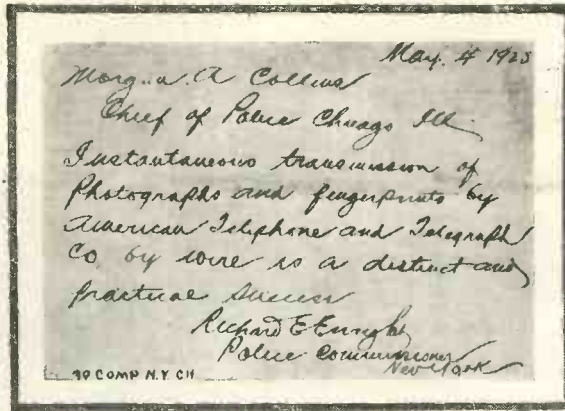 May. 4 1925
Morgan. A Collins
Chief of Police Chicago Ill.
Instantaneous transmission of
Photographs and fingerprints by
American Telephone and Telegraph
Co, by wire is a distinct and
practical success
Richard E Enright
Police Commissioner
New York
90 COMP N.Y CH